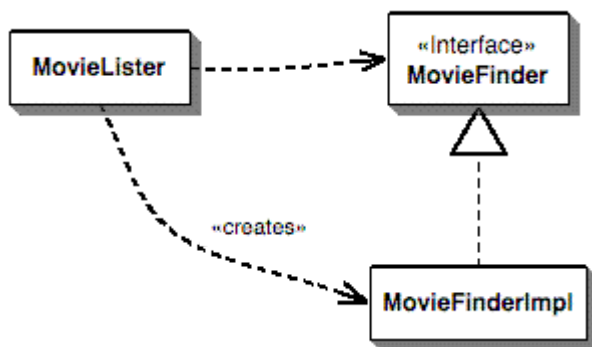 MovieLister
«Interface»
MovieFinder
«creates»
MovieFinderImpl